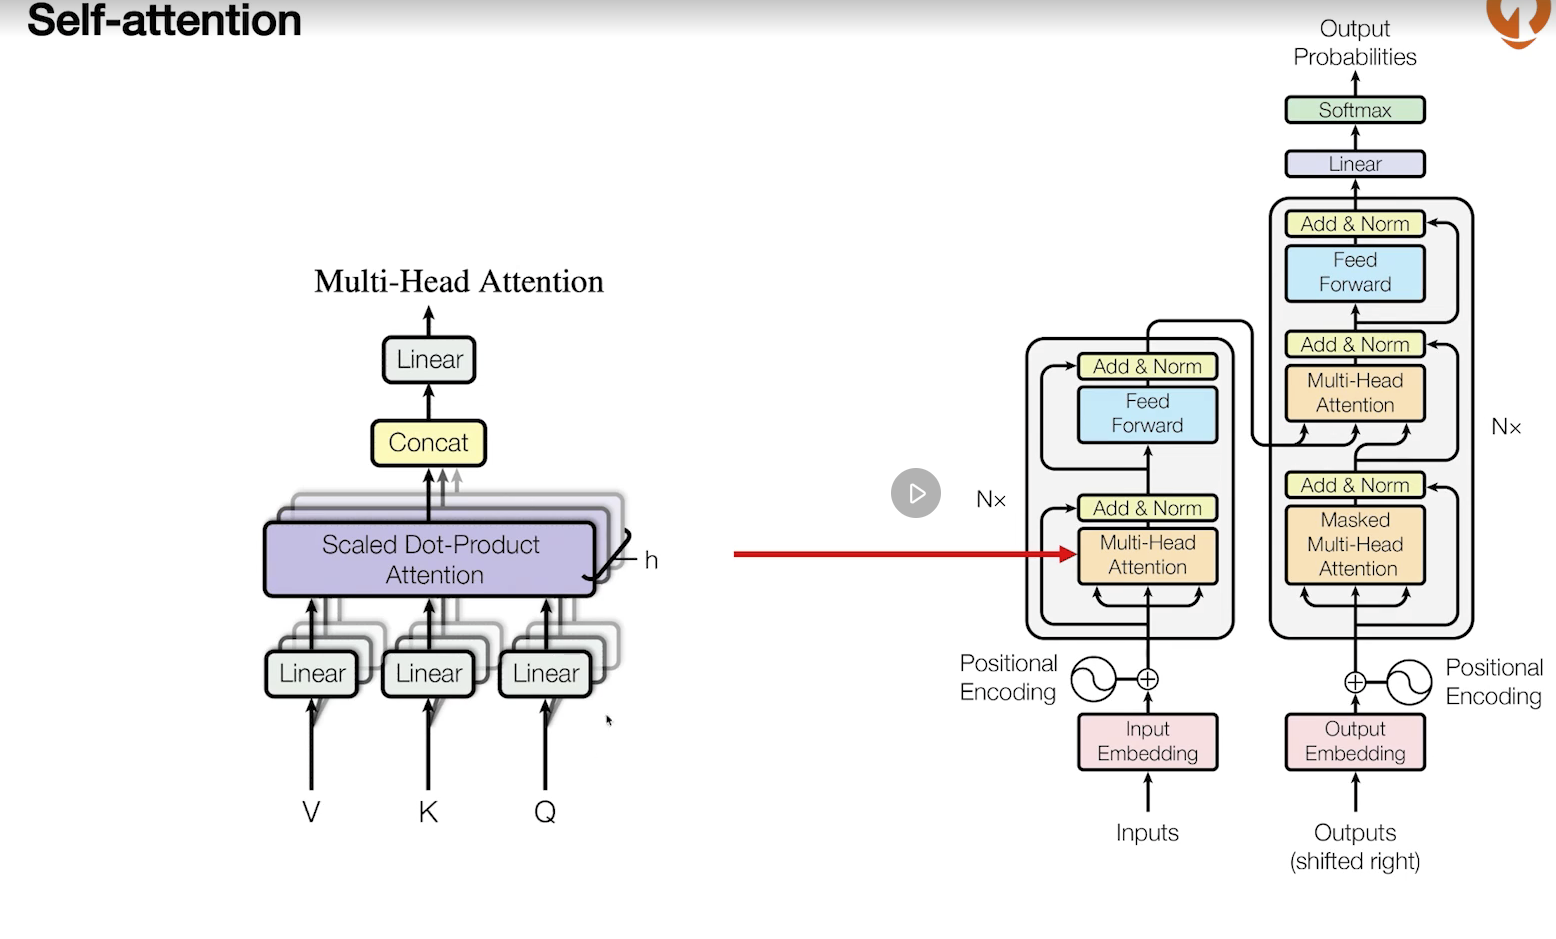 Self-attention
Multi-Head Attention
Linear
Concat
Scaled Dot-Product
Attention
h
Linear
Linear
Linear
V
K
Q
Output
Probabilities
Softmax
Linear
Add & Norm
Feed
Forward
Add & Norm
Multi-Head
Attention
Nx
Add & Norm
Masked
Multi-Head
Attention
Add & Norm
Feed
Forward
Nx
Add & Norm
Multi-Head
Attention
Positional
Encoding
Positional
Encoding
Input
Embedding
Output
Embedding
Inputs
Outputs
(shifted right)